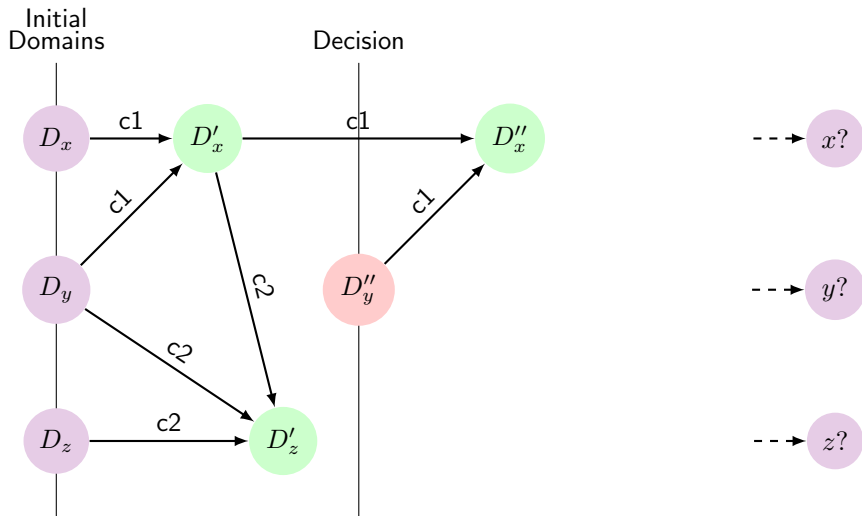 Initial
Domains
Decision
D_x
c1
D'_x
c1
D''_x
x?
c1
c1
c2
D_y
D''_y
y?
c2
D_z
c2
D'_z
z?